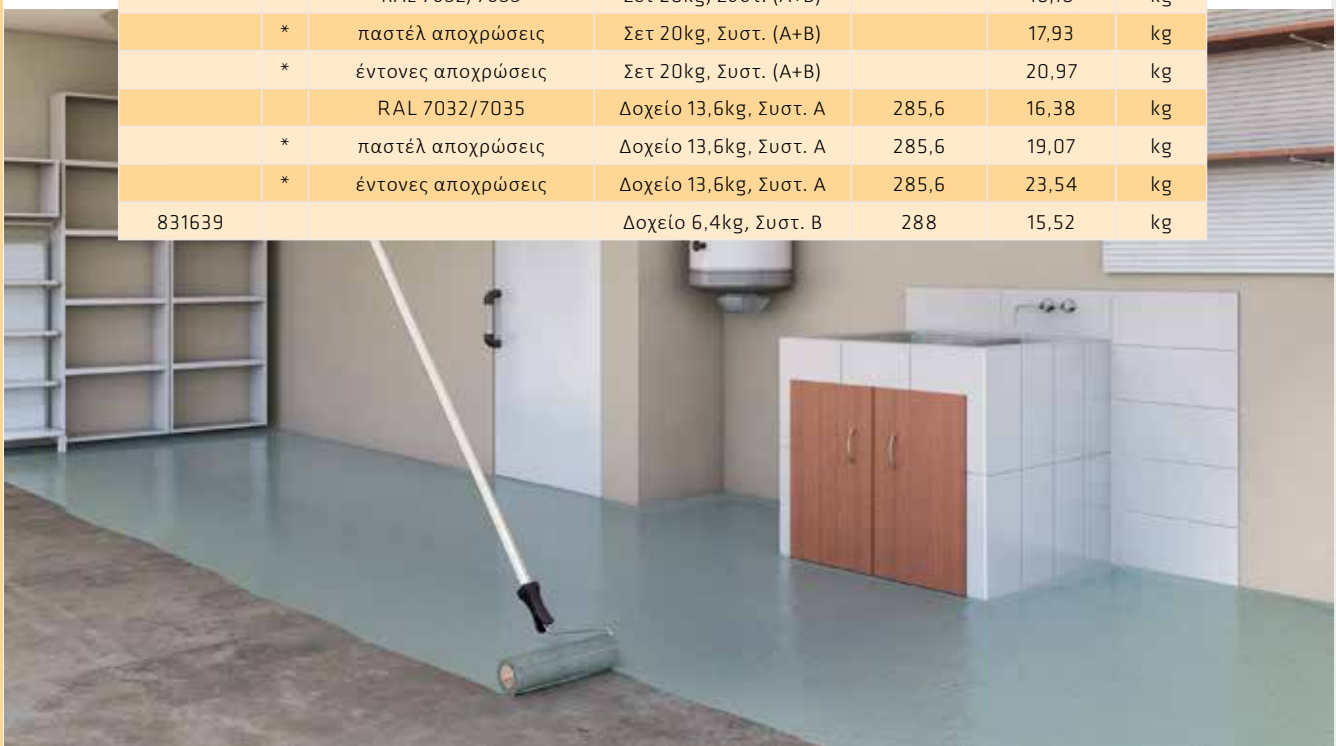 * παστέλ αποχρώσεις Σετ 20kg, Συστ. (Α+Β) 17,93 kg
* έντονες αποχρώσεις Σετ 20kg, Συστ. (Α+Β) 20,97 kg
RAL 7032/7035 Δοχείο 13,6kg, Συστ. Α 285,6 16,38 kg
* παστέλ αποχρώσεις Δοχείο 13,6kg, Συστ. Α 285,6 19,07 kg
* έντονες αποχρώσεις Δοχείο 13,6kg, Συστ. Α 285,6 23,54 kg
831639 Δοχείο 6,4kg, Συστ. Β 288 15,52 kg